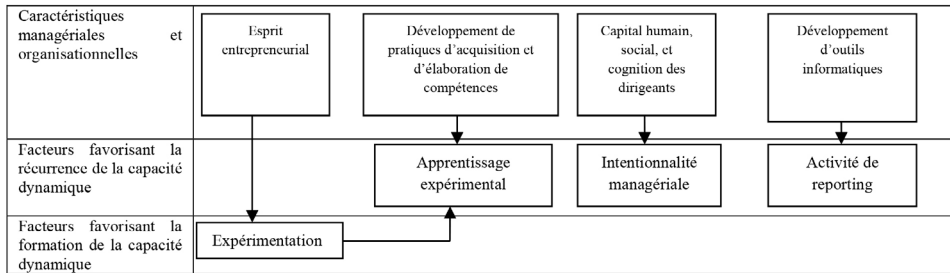 Caractéristiques
managériales et
organisationnelles
Esprit
entrepreneurial
Développement de
pratiques d'acquisition et
d'élaboration de
compétences
Capital humain,
social, et
cognition des
dirigeants
Développement
d'outils
informatiques
Facteurs favorisant la
récurrence de la capacité
dynamique
Apprentissage
expérimental
Intentionnalité
managériale
Activité de
reporting
Facteurs favorisant la
formation de la capacité
dynamique
Expérimentation